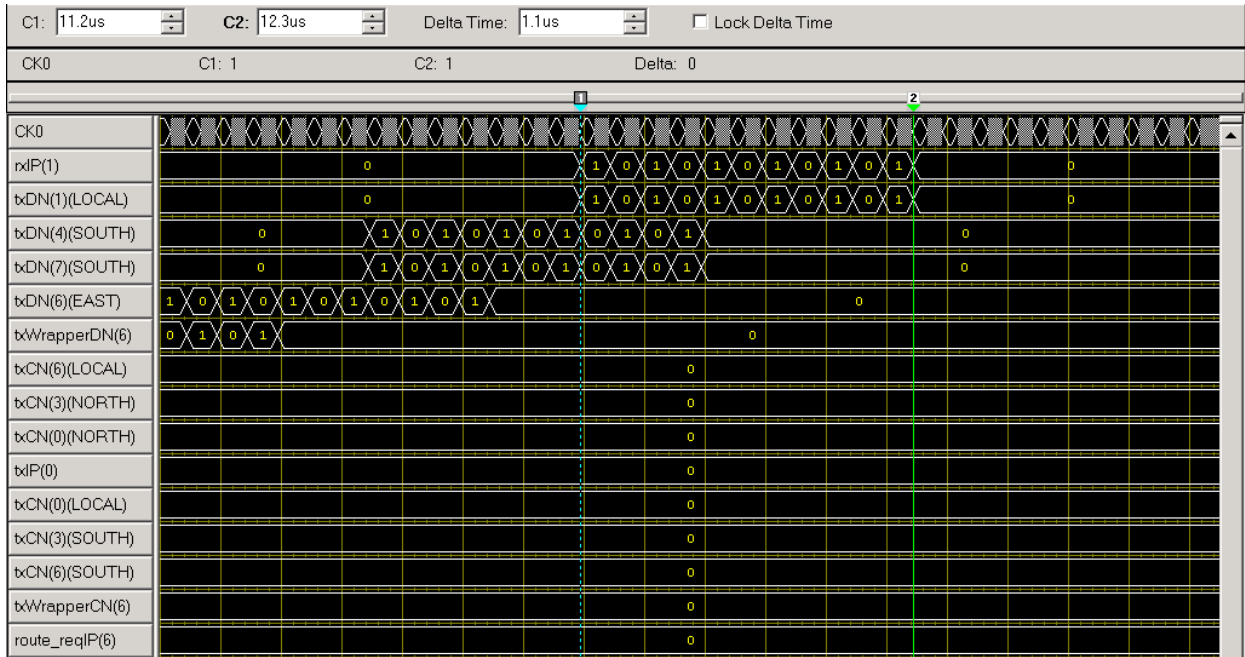 C1: 11.2us C2: 12.3us Delta Time: 1.1us Lock Delta Time
CK0 C1: 1 C2: 1 Delta: 0
1 2
CK0
rxIP(1) 0 1 0 1 0 1 0 1 0 1 0 1 0
txDN(1)(LOCAL) 0 1 0 1 0 1 0 1 0 1 0 1 0
txDN(4)(SOUTH) 0 1 0 1 0 1 0 1 0 1 0 1 0
txDN(7)(SOUTH) 0 1 0 1 0 1 0 1 0 1 0 1 0
txDN(6)(EAST) 1 0 1 0 1 0 1 0 1 0 1 0
txWrapperDN(6) 0 1 0 1 0
txCN(6)(LOCAL) 0
txCN(3)(NORTH) 0
txCN(0)(NORTH) 0
txIP(0) 0
txCN(0)(LOCAL) 0
txCN(3)(SOUTH) 0
txCN(6)(SOUTH) 0
txWrapperCN(6) 0
route_reqIP(6) 0